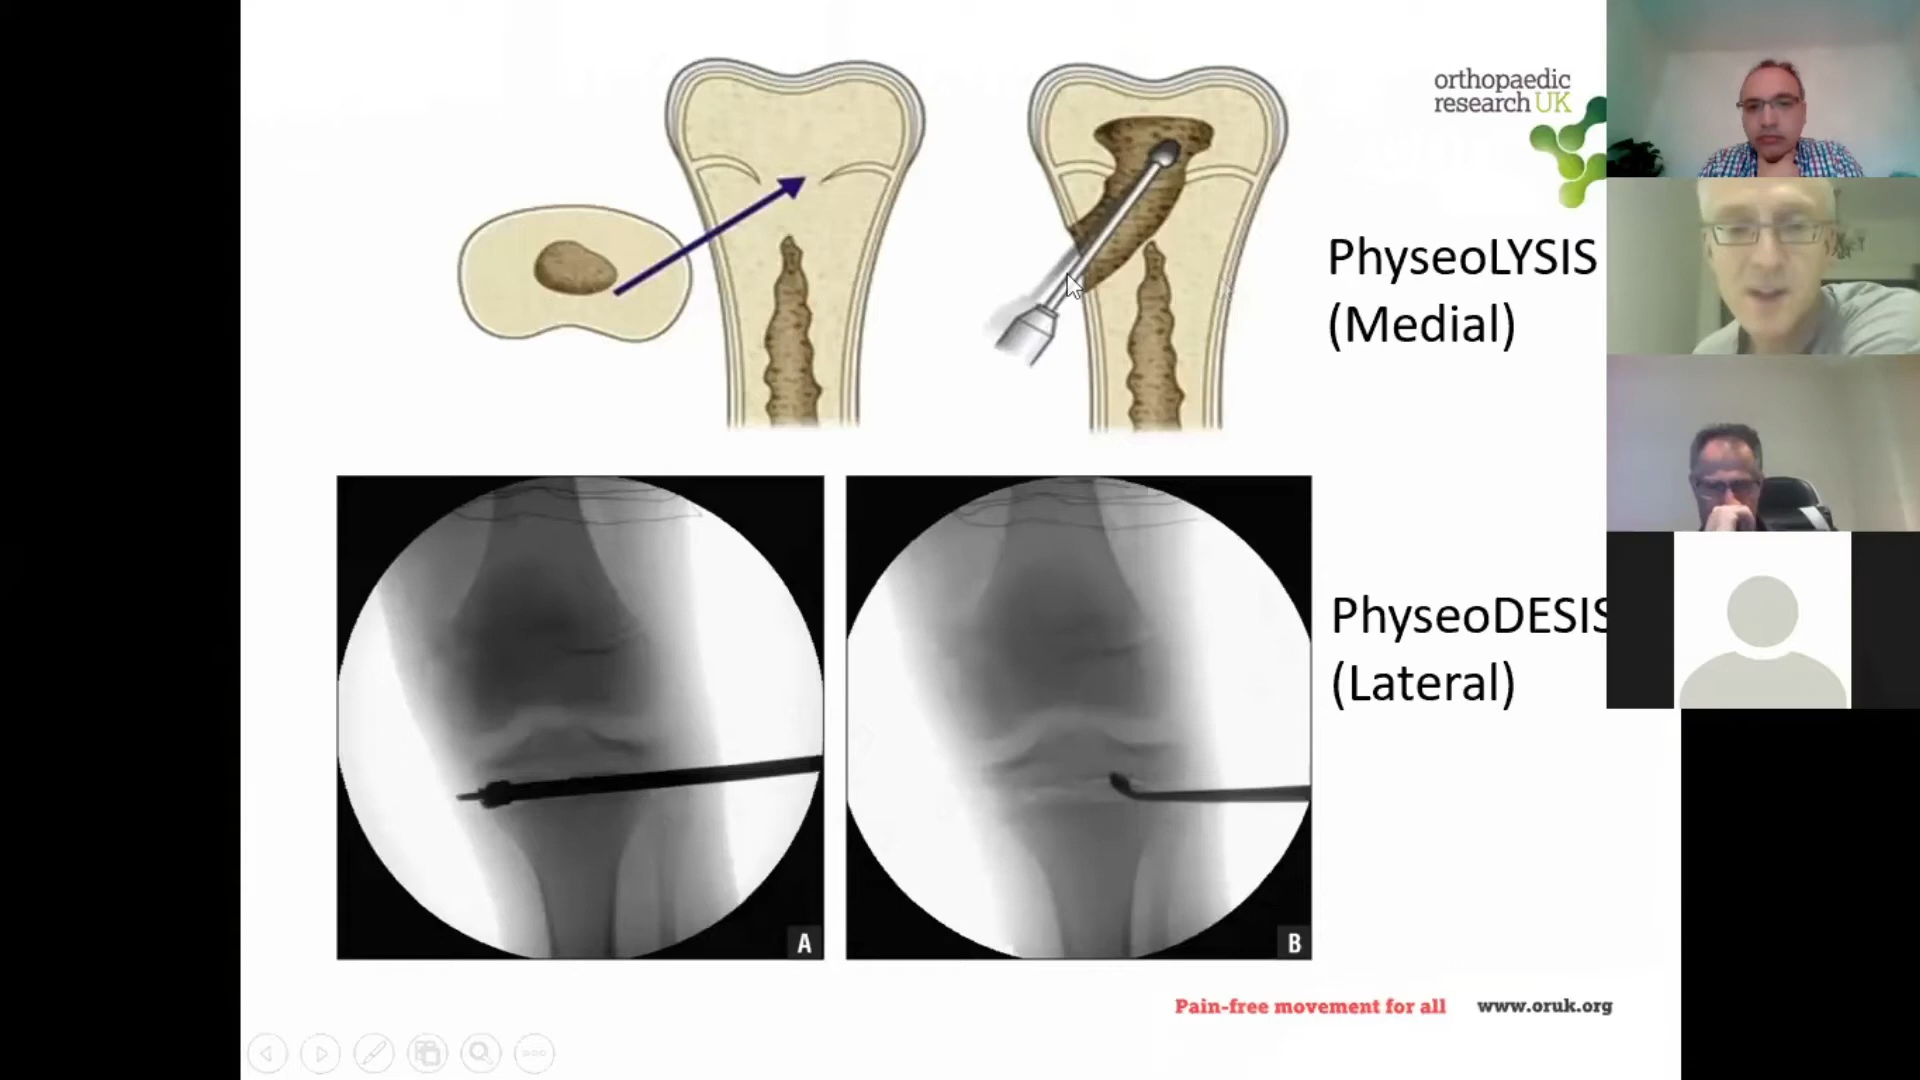 orthopaedic
research UK
PhyseoLYSIS
(Medial)
PhyseoDESIS
(Lateral)
A
B
Pain-free movement for all www.oruk.org